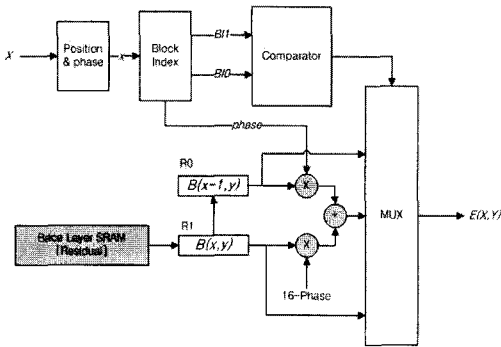 X
Position
& phase
x
Block
Index
BI1
BI0
Comparator
phase
R0
B(x-1,y)
X
+
MUX
E(X,Y)
Base Layer SRAM
[Residual]
R1
B(x,y)
X
16-Phase